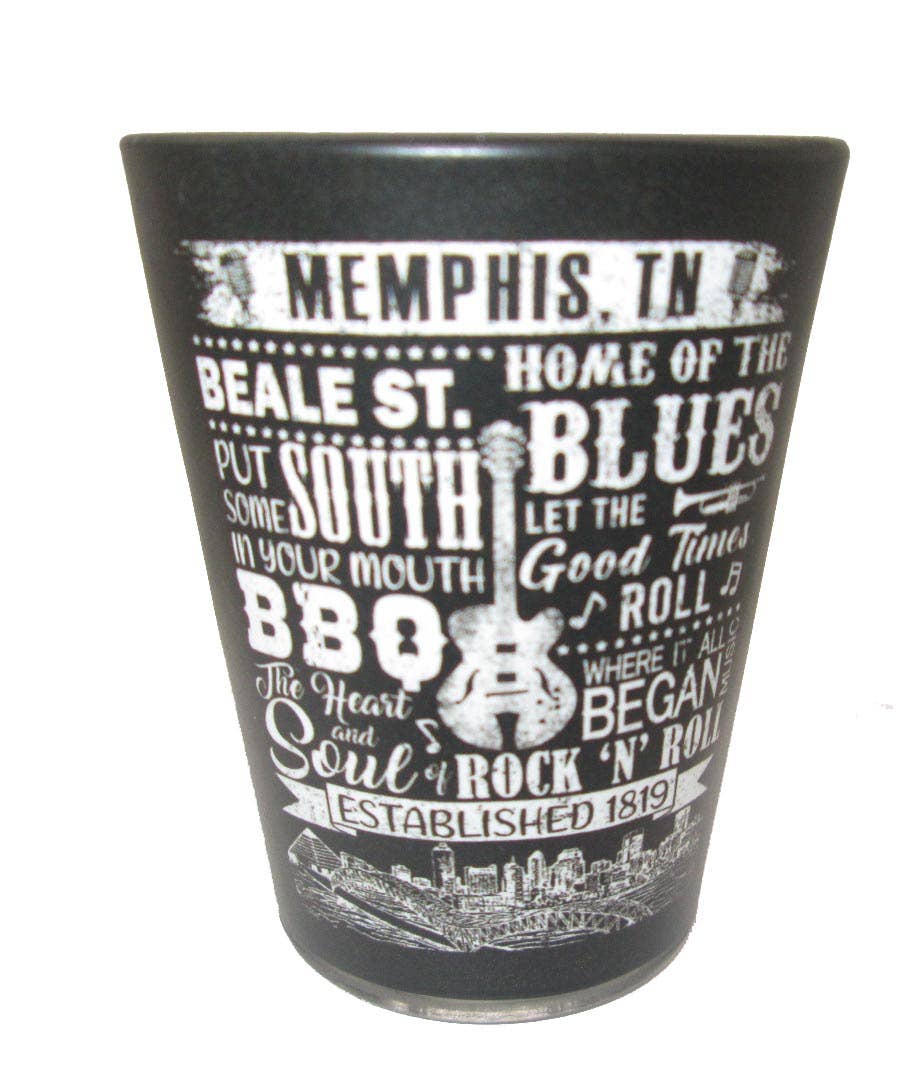 MEMPHIS, TN
BEALE ST.
PUT
SOME SOUTH
IN YOUR MOUTH
BBQ
HOME OF THE
BLUES
LET THE
Good Times
ROLL
WHERE IT ALL
BEGAN
MUSIC
The Heart
and
Soul of ROCK 'N' ROLL
ESTABLISHED 1819